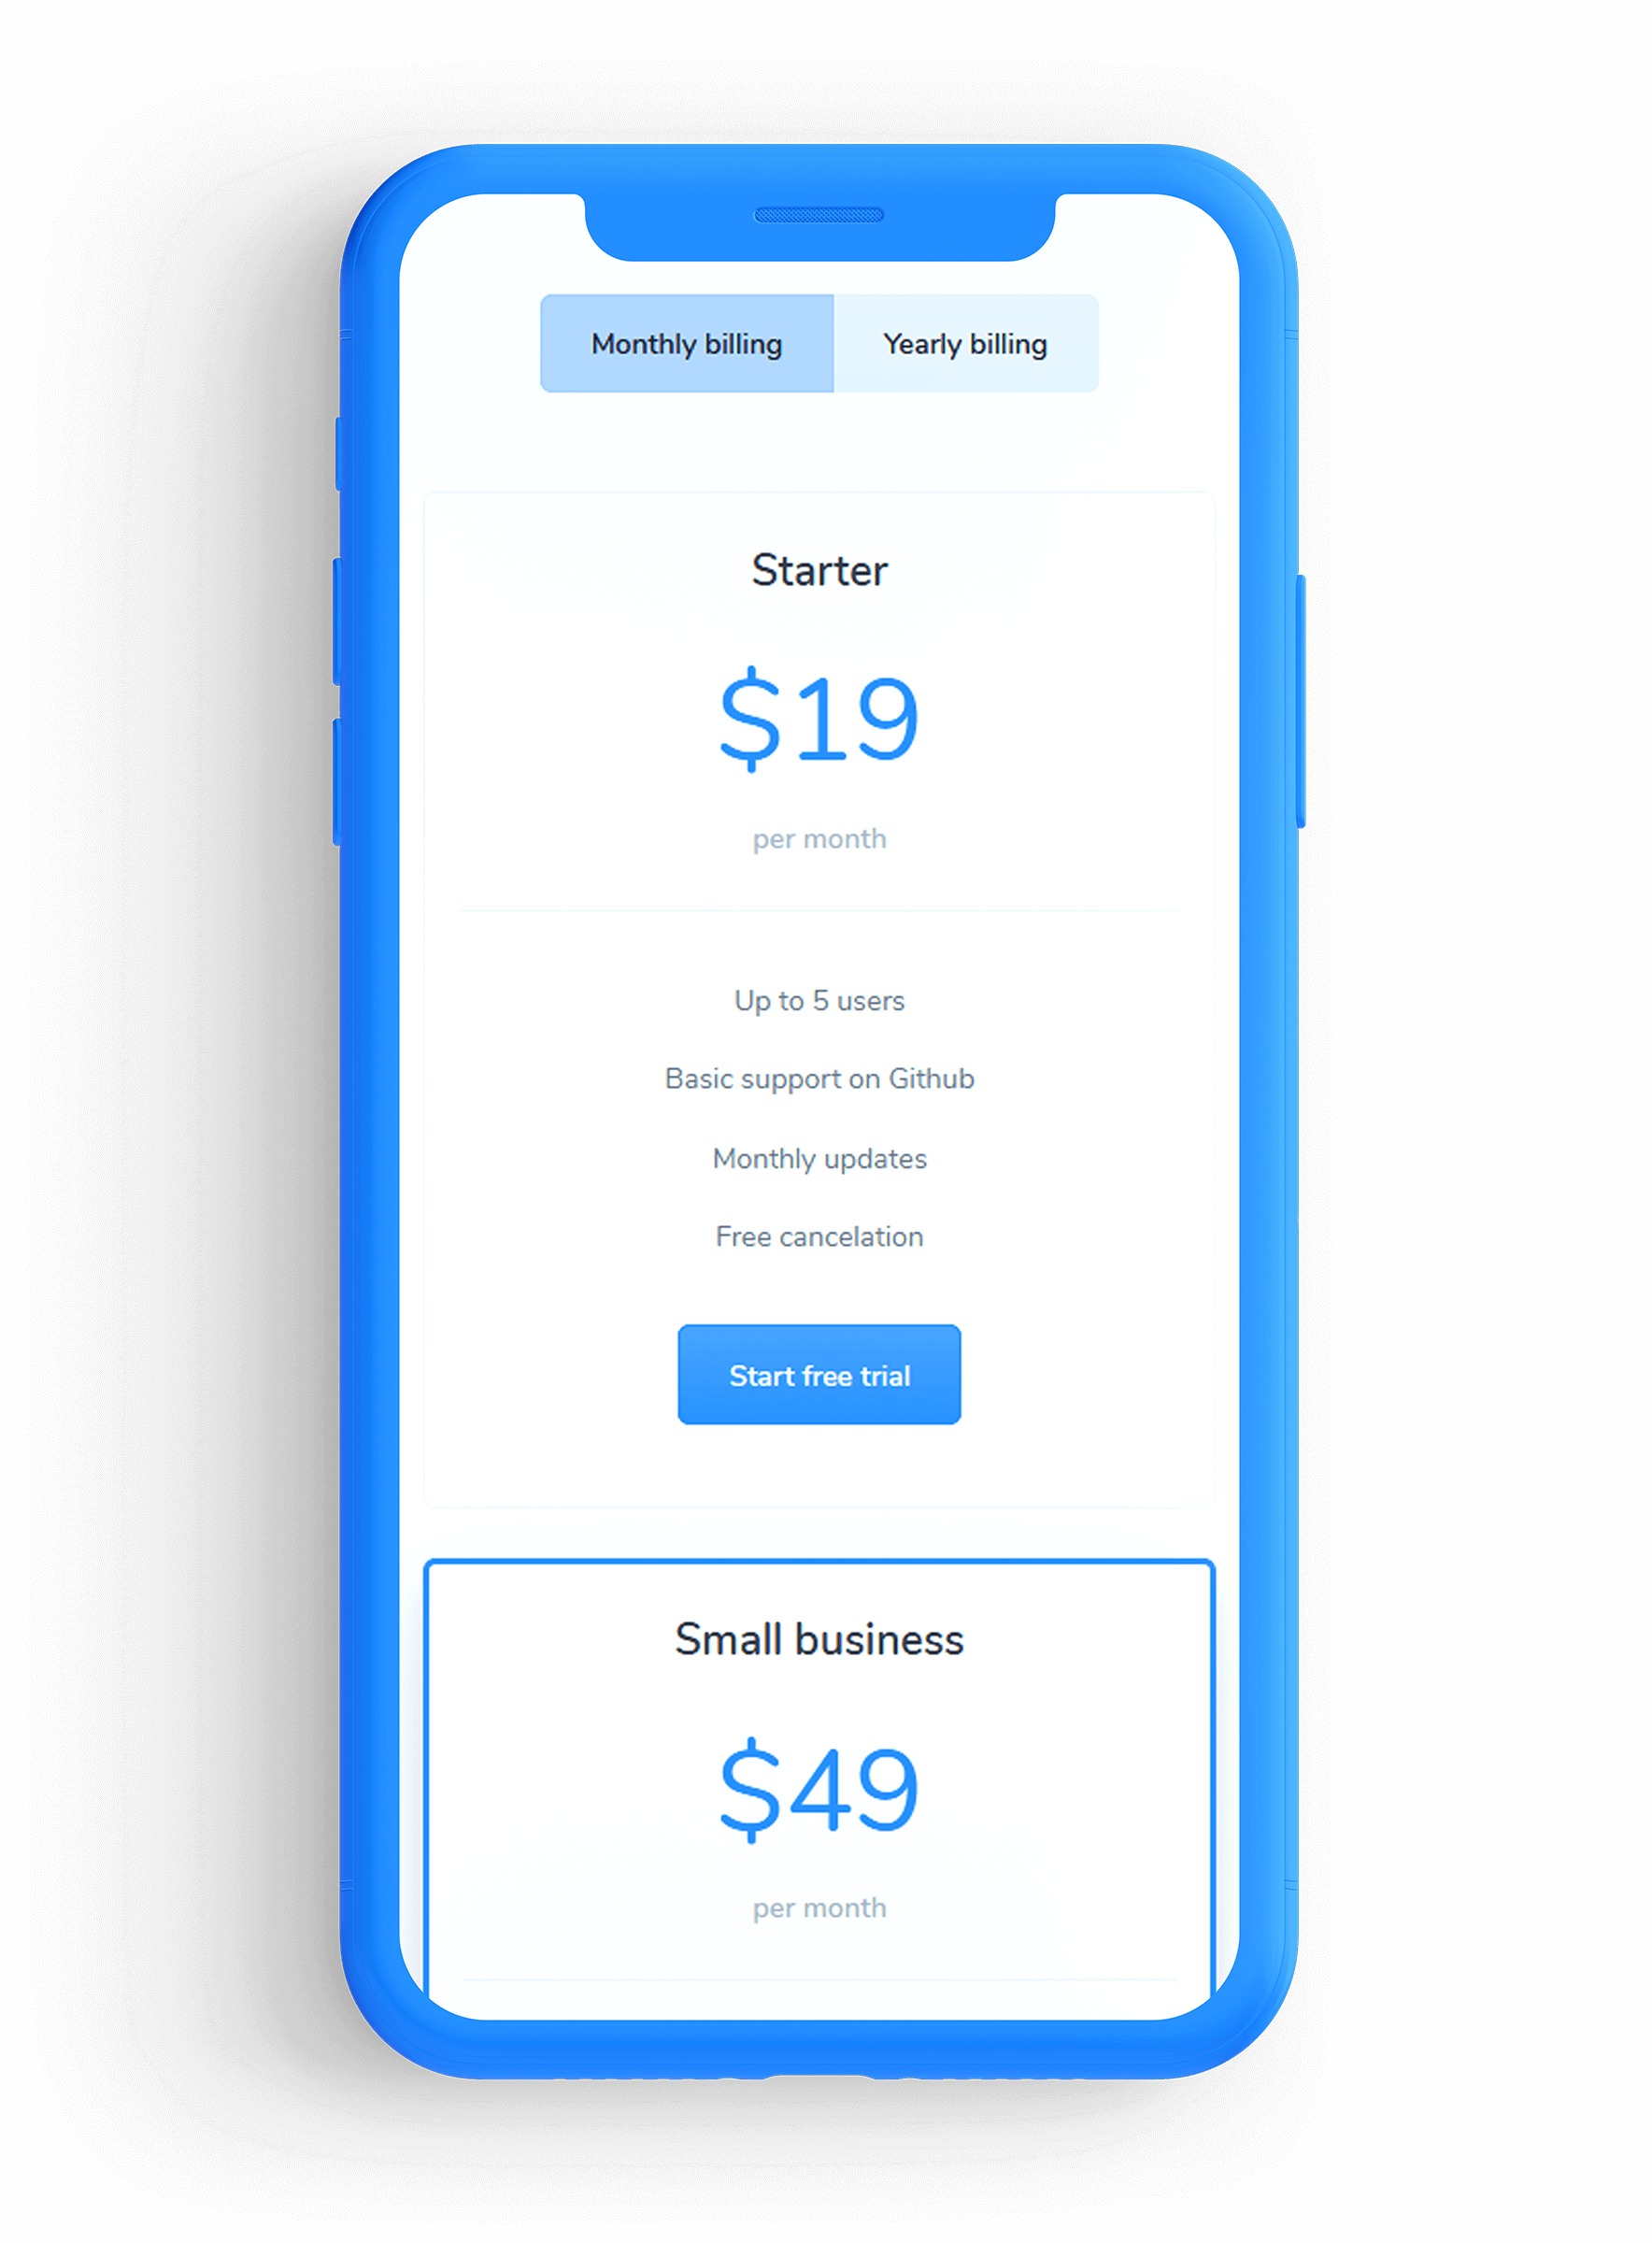 Monthly billing Yearly billing
Starter
$19
per month
Up to 5 users
Basic support on Github
Monthly updates
Free cancelation
Start free trial
Small business
$49
per month